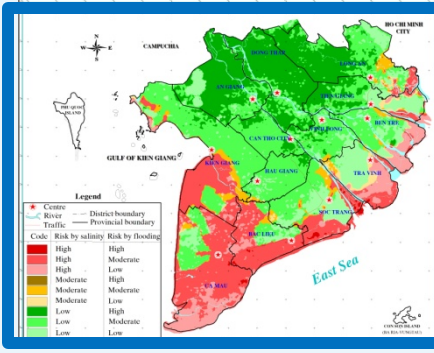 HO CHI MINH
CITY
N
W
E
S
CAMPUCHIA
DONG THAP
LONG AN
PHU QUOC
ISLAND
AN GIANG
TIEN GIANG
BEN TRE
VINH LONG
CAN THO CITY
GULF OF KIEN GIANG
KIEN GIANG
TRA VINH
HAU GIANG
SOC TRANG
BAC LIEU
East Sea
CA MAU
Legend
Centre
River
Traffic
District boundary
Provincial boundary
Code Risk by salinity Risk by flooding
High High
High Moderate
High Low
Moderate High
Moderate Moderate
Moderate Low
Low High
Low Moderate
Low Low
CON SON ISLAND
(BA RIA-VUNGTAU)